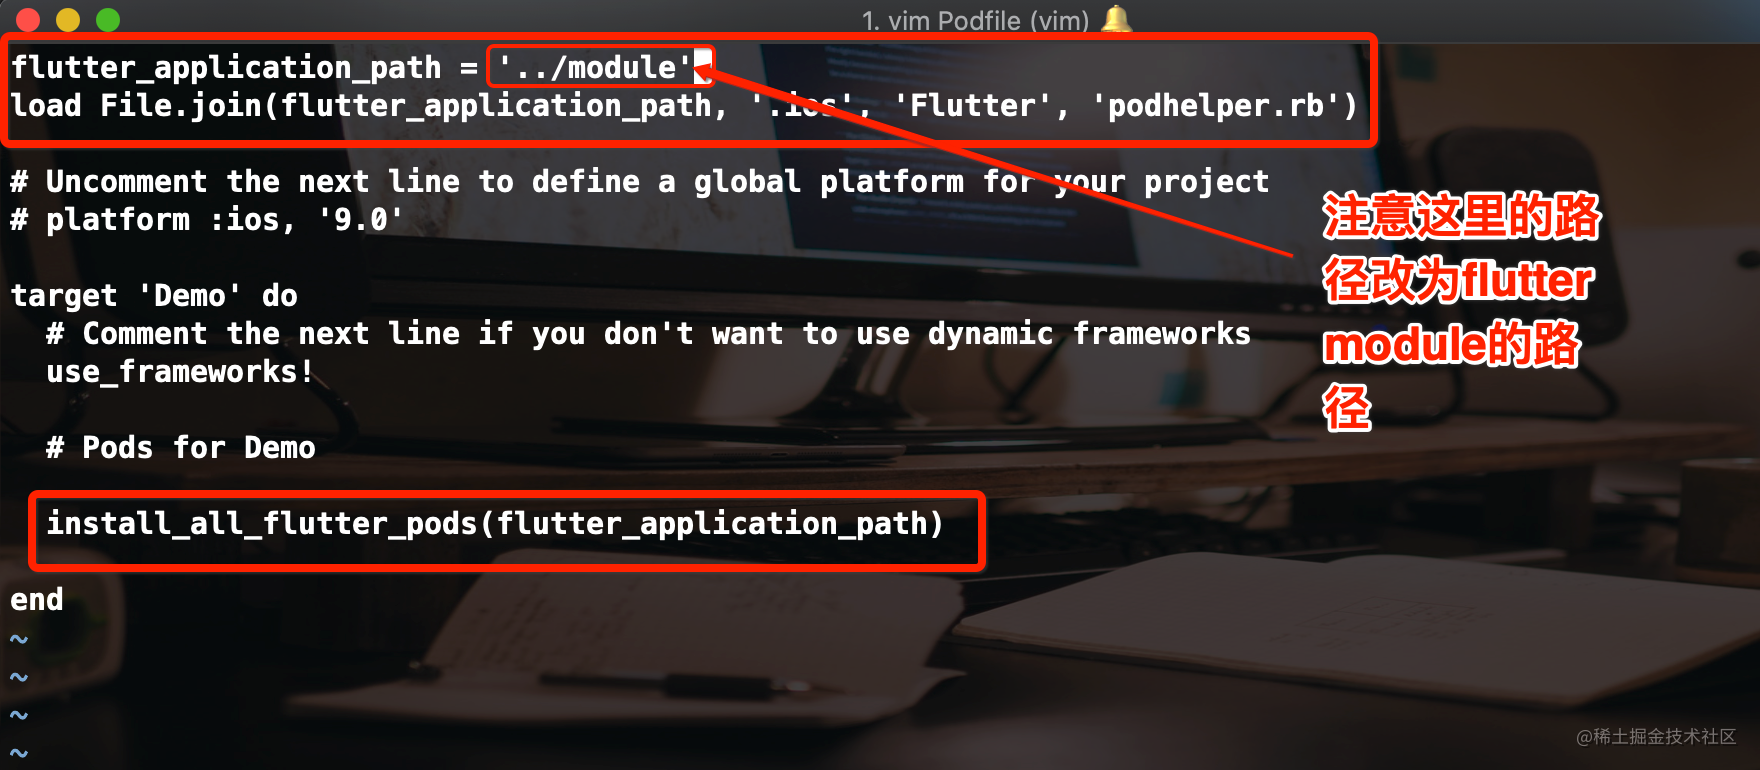 1. vim Podfile (vim)
flutter_application_path = '../module'
load File.join(flutter_application_path, '.ios', 'Flutter', 'podhelper.rb')
# Uncomment the next line to define a global platform for your project
# platform :ios, '9.0'
target 'Demo' do
  # Comment the next line if you don't want to use dynamic frameworks
  use_frameworks!
  # Pods for Demo
  install_all_flutter_pods(flutter_application_path)
end
~
~
~
~
注意这里的路
径改为flutter
module的路
径
@稀土掘金技术社区